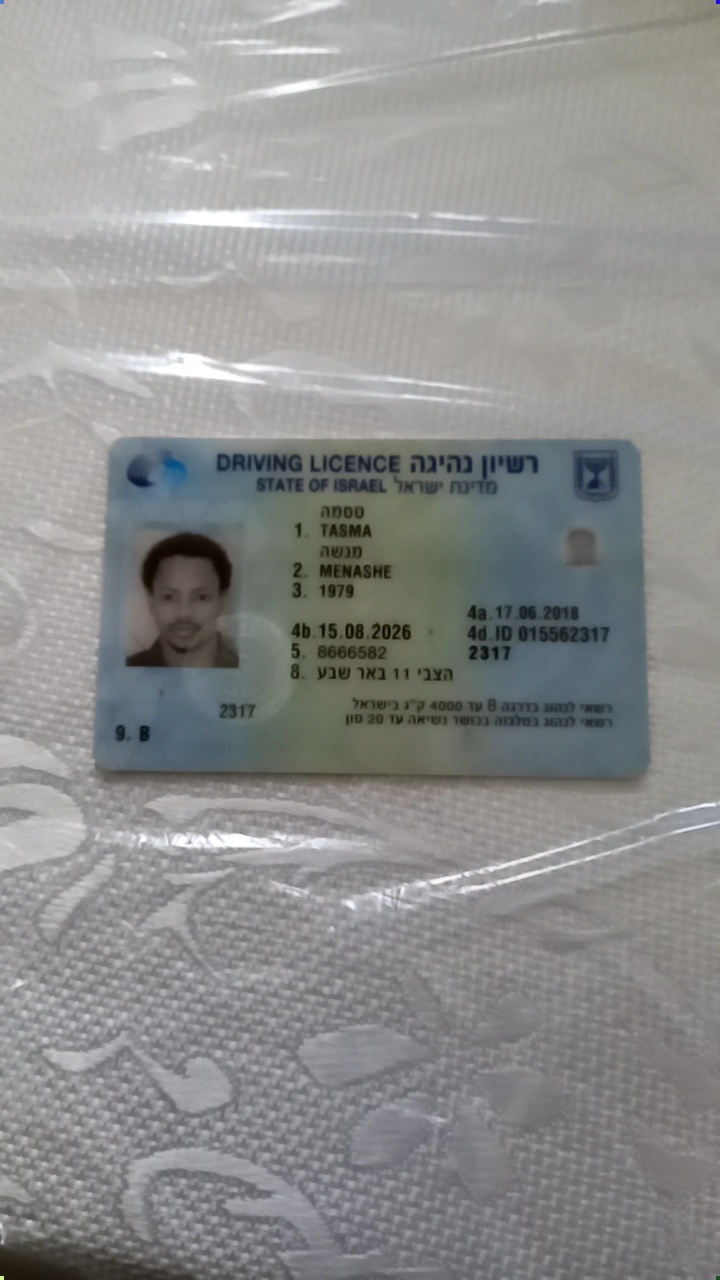 DRIVING LICENCE רשיון נהיגה
STATE OF ISRAEL מדינת ישראל
טסמה
1. TASMA
מנשה
2. MENASHE
3. 1979
4a.17.06.2018
4b.15.08.2026
4d.ID 015562317
5. 8666582
2317
8. הצבי 11 באר שבע
2317
רשאי לנהוג בדרגה B עד 4000 ק"ג בישראל
רשאי לנהוג במלגזה בכושר נשיאה עד 20 טון
9. B